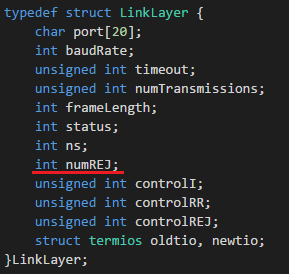 typedef struct LinkLayer {
char port[20];
int baudRate;
unsigned int timeout;
unsigned int numTransmissions;
int frameLength;
int status;
int ns;
int numREJ;
unsigned int controlI;
unsigned int controlRR;
unsigned int controlREJ;
struct termios oldtio, newtio;
}LinkLayer;